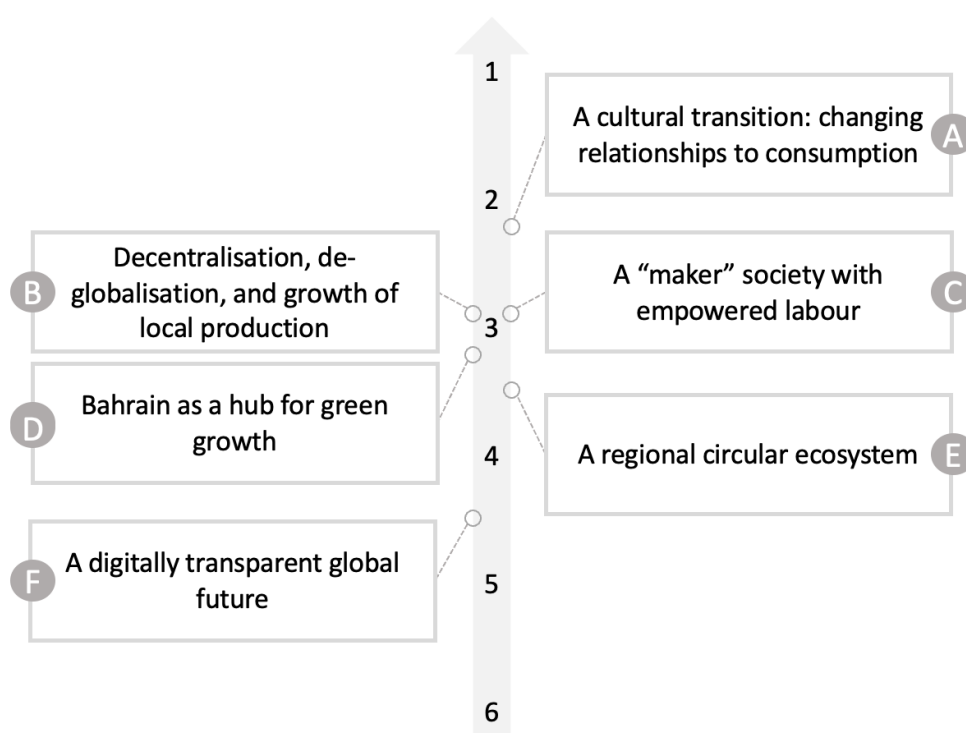 1
A cultural transition: changing
relationships to consumption
A
2
Decentralisation, de-
globalisation, and growth of
local production
B
A “maker” society with
empowered labour
C
3
Bahrain as a hub for green
growth
D
4
A regional circular ecosystem
E
A digitally transparent global
future
F
5
6